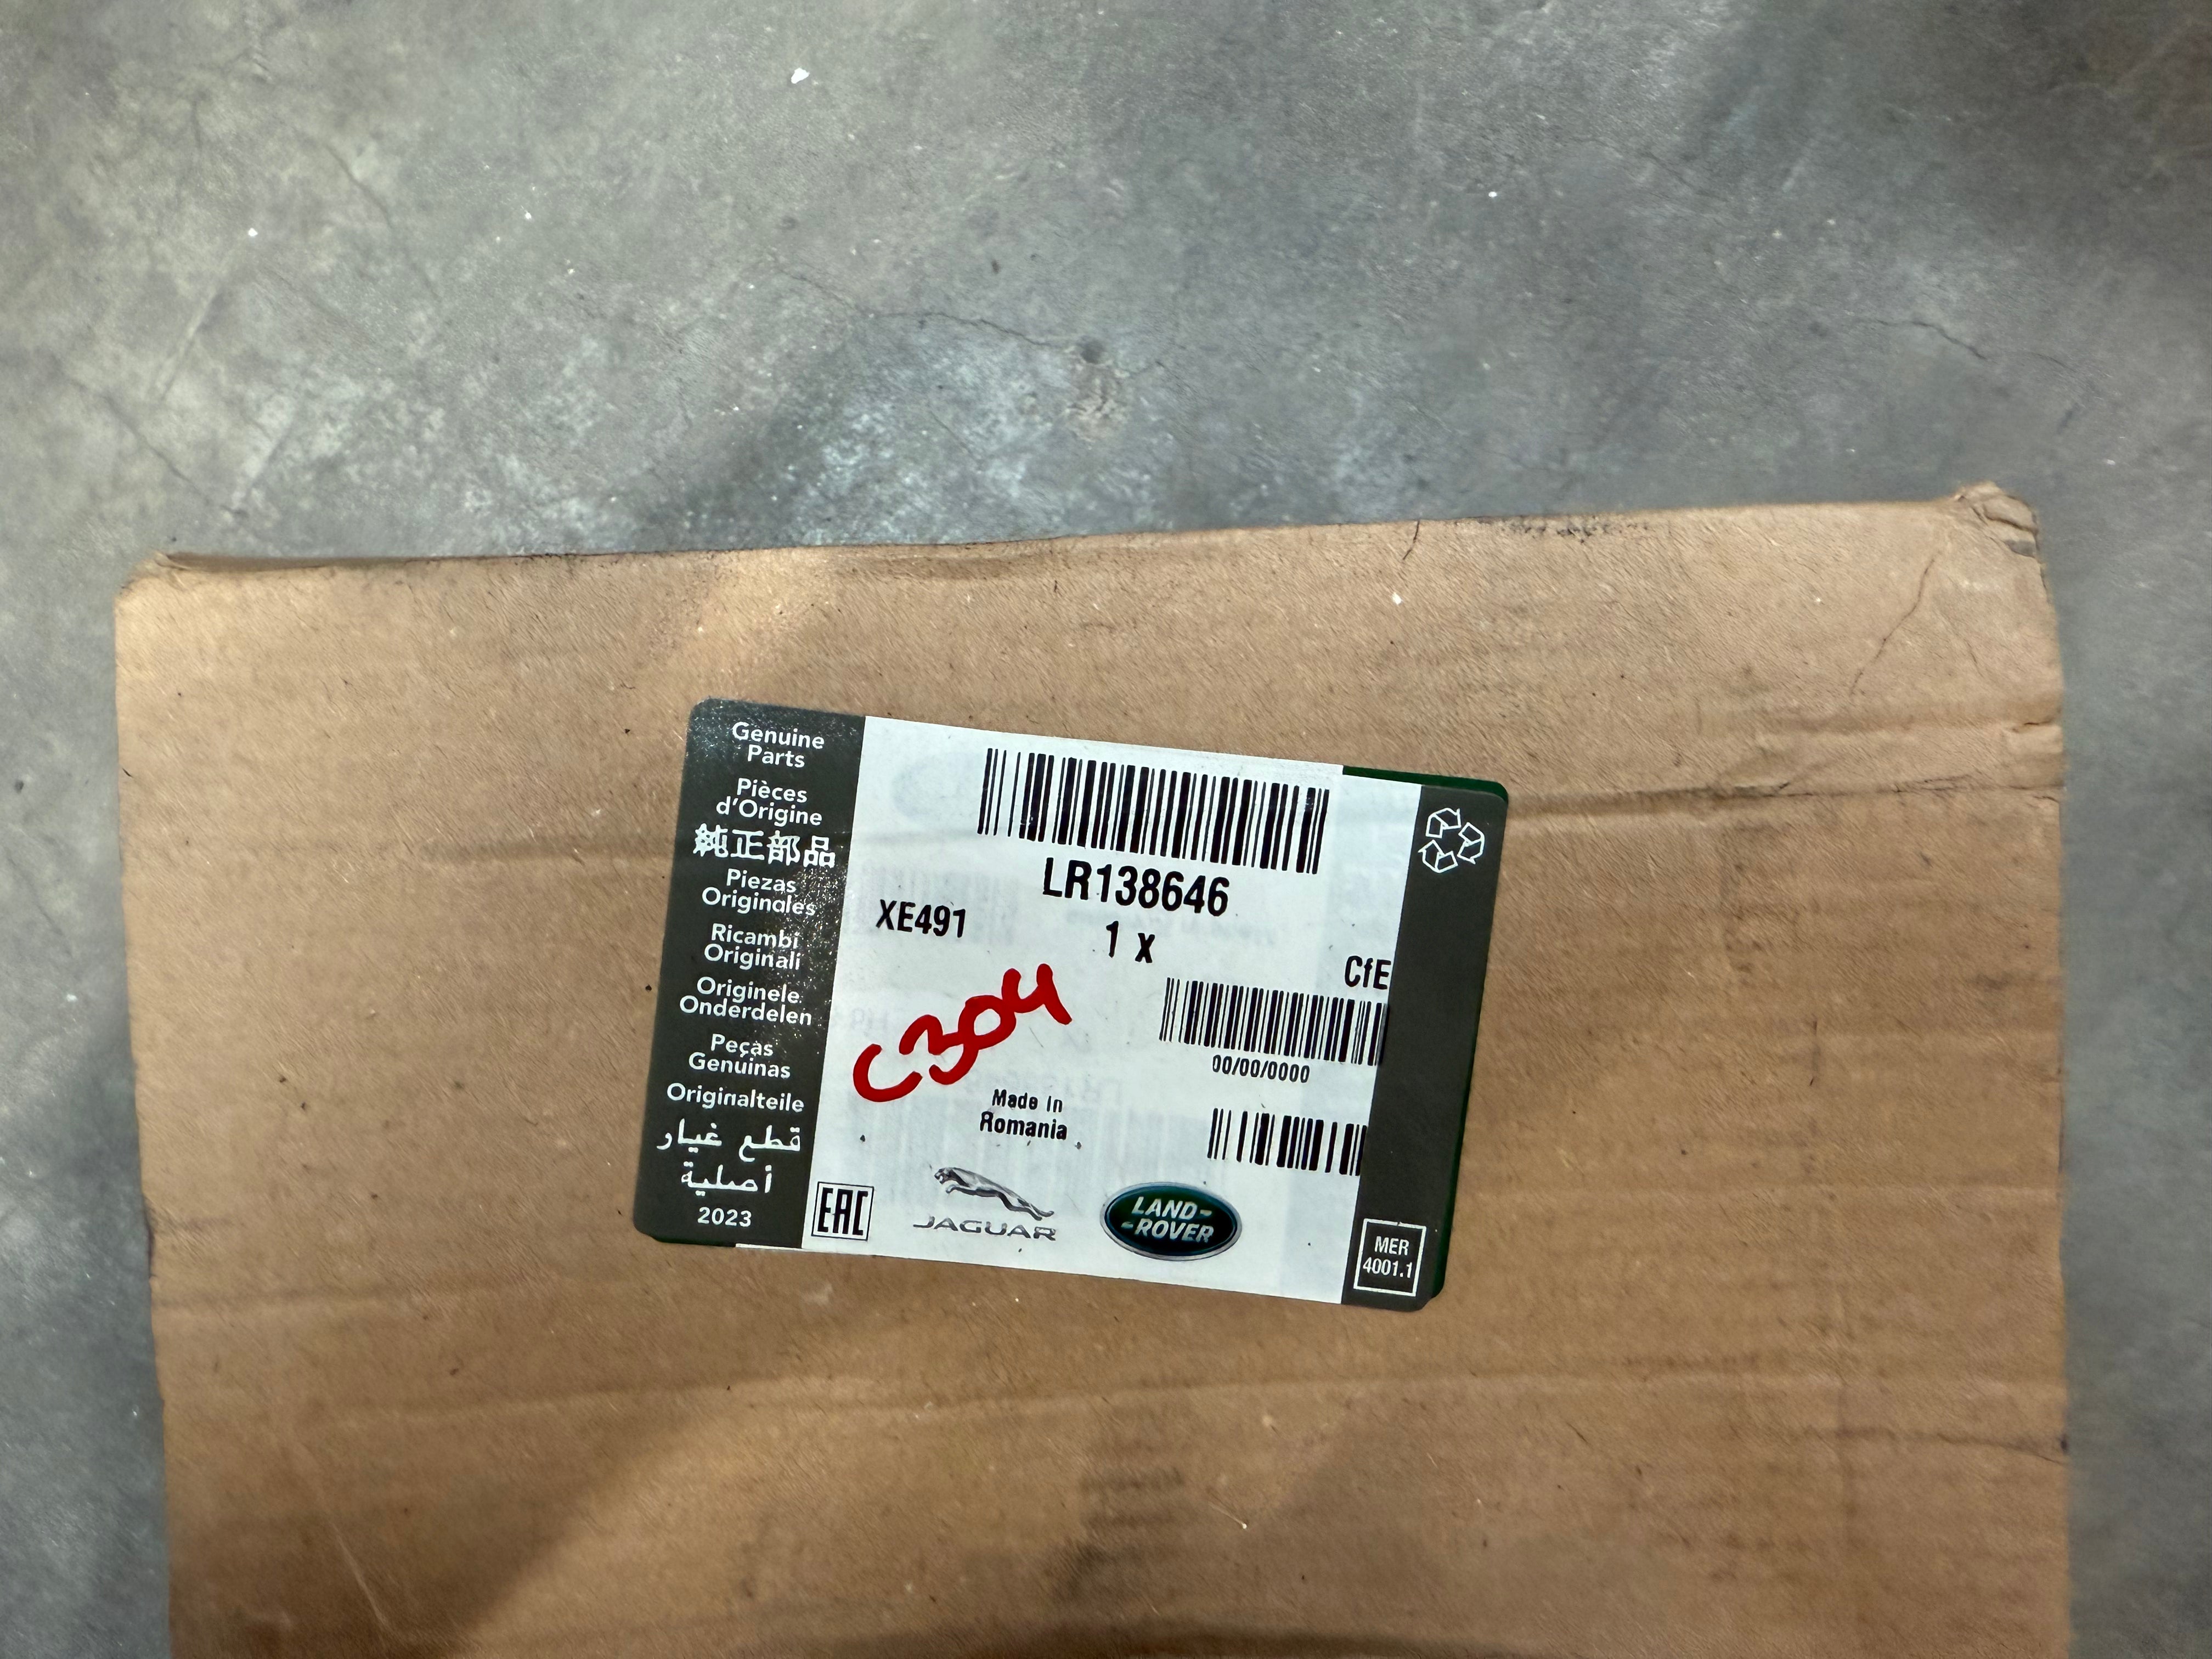 Genuine
Parts
Pièces
d'Origine
純正部品
Piezas
Originales
Ricambi
Originali
Originele
Onderdelen
Peças
Genuínas
Originalteile
قطع غيار
أصلية
2023
LR138646
XE491
1 x
CfE
C304
00/00/0000
Made in
Romania
EAC
JAGUAR
LAND-
-ROVER
MER
4001.1